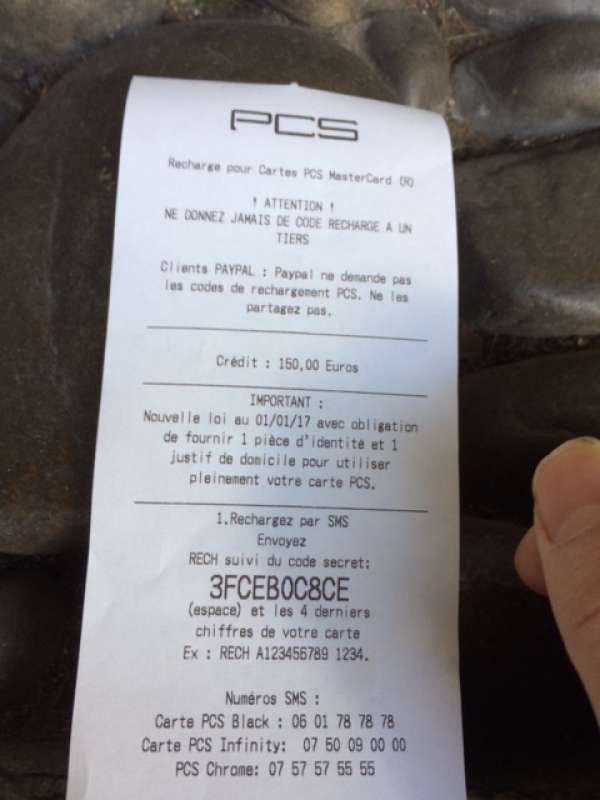 PCS
Recharge pour Cartes PCS MasterCard (R)
! ATTENTION !
NE DONNEZ JAMAIS DE CODE RECHARGE A UN
TIERS
Clients PAYPAL : Paypal ne demande pas
les codes de rechargement PCS. Ne les
partagez pas.
Crédit : 150,00 Euros
IMPORTANT :
Nouvelle loi au 01/01/17 avec obligation
de fournir 1 pièce d'identité et 1
justif de domicile pour utiliser
pleinement votre carte PCS.
1.Rechargez par SMS
Envoyez
RECH suivi du code secret:
3FCEB0C8CE
(espace) et les 4 derniers
chiffres de votre carte
Ex : RECH A123456789 1234.
Numéros SMS :
Carte PCS Black : 06 01 78 78 78
Carte PCS Infinity: 07 50 09 00 00
PCS Chrome: 07 57 57 55 55